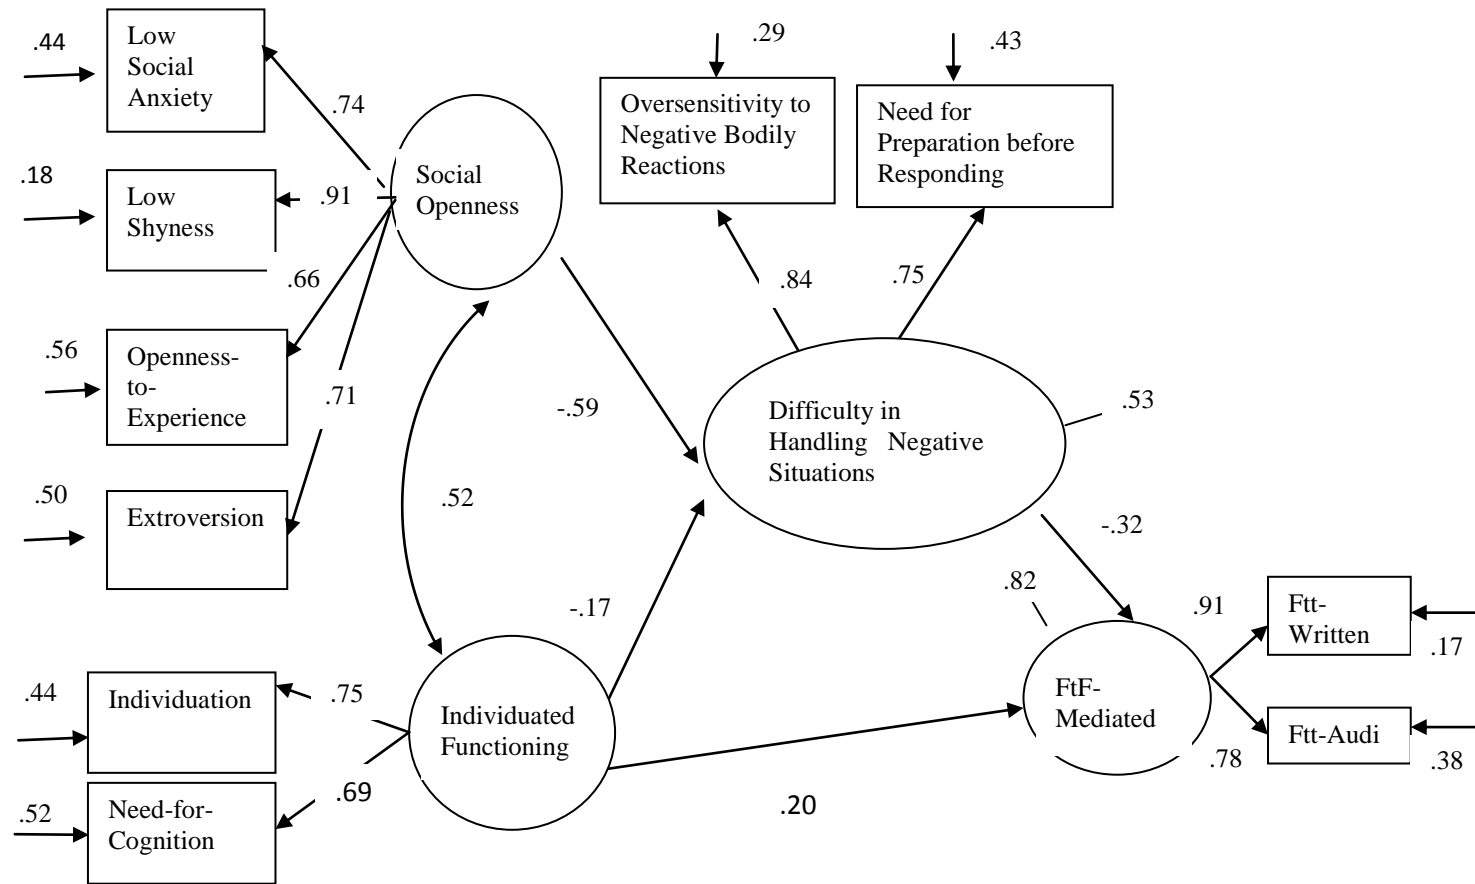 .44
Low
Social
Anxiety
.74
.29
.43
Oversensitivity to
Negative Bodily
Reactions
Need for
Preparation before
Responding
.18
Low
Shyness
.91
Social
Openness
.66
.84
.75
.56
Openness-
to-
Experience
.71
-.59
Difficulty in
Handling Negative
Situations
.53
.50
Extroversion
.52
-.32
-.17
.82
.91
Ftt-
Written
.17
.44
Individuation
.75
Individuated
Functioning
FtF-
Mediated
Ftt-Audi
.78
.38
.52
Need-for-
Cognition
.69
.20